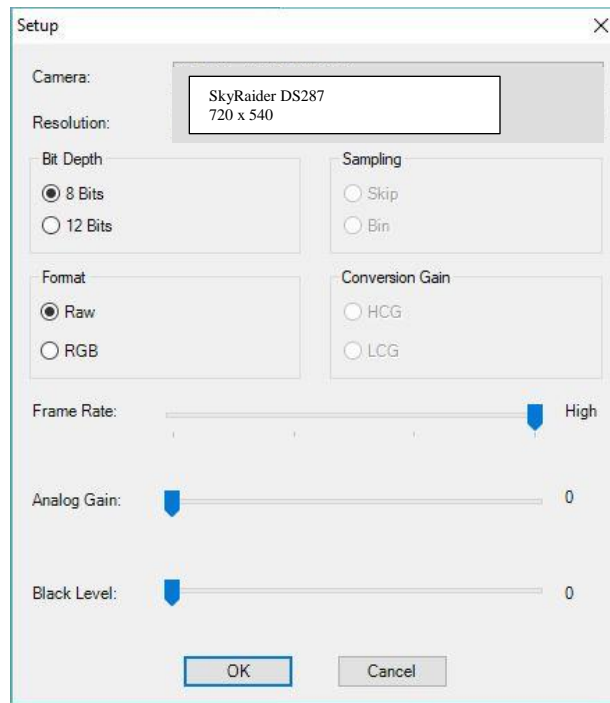 Setup
Camera:
SkyRaider DS287
720 x 540
Resolution:
Bit Depth
8 Bits
12 Bits
Sampling
Skip
Bin
Format
Raw
RGB
Conversion Gain
HCG
LCG
Frame Rate: High
Analog Gain: 0
Black Level: 0
OK Cancel